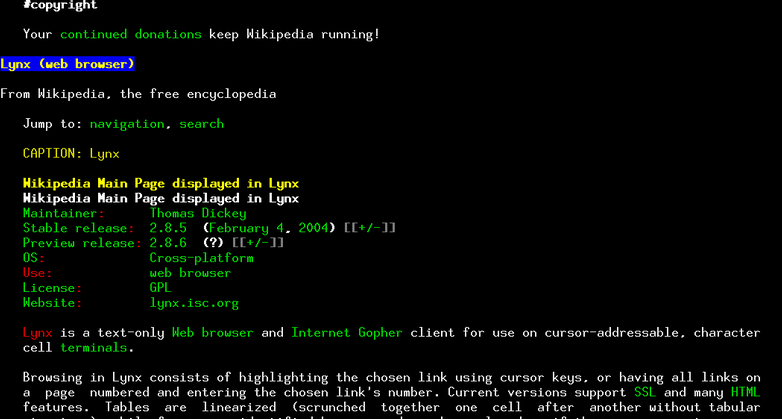 #copyright
Your continued donations keep Wikipedia running!
Lynx (web browser)
From Wikipedia, the free encyclopedia
Jump to: navigation, search
CAPTION: Lynx
Wikipedia Main Page displayed in Lynx
Wikipedia Main Page displayed in Lynx
Maintainer: Thomas Dickey
Stable release: 2.8.5 (February 4, 2004) [[+/-]]
Preview release: 2.8.6 (?) [[+/-]]
OS: Cross-platform
Use: web browser
License: GPL
Website: lynx.isc.org
Lynx is a text-only Web browser and Internet Gopher client for use on cursor-addressable, character
cell terminals.
Browsing in Lynx consists of highlighting the chosen link using cursor keys, or having all links on
a page numbered and entering the chosen link's number. Current versions support SSL and many HTML
features. Tables are linearized (scrunched together one cell after another without tabular